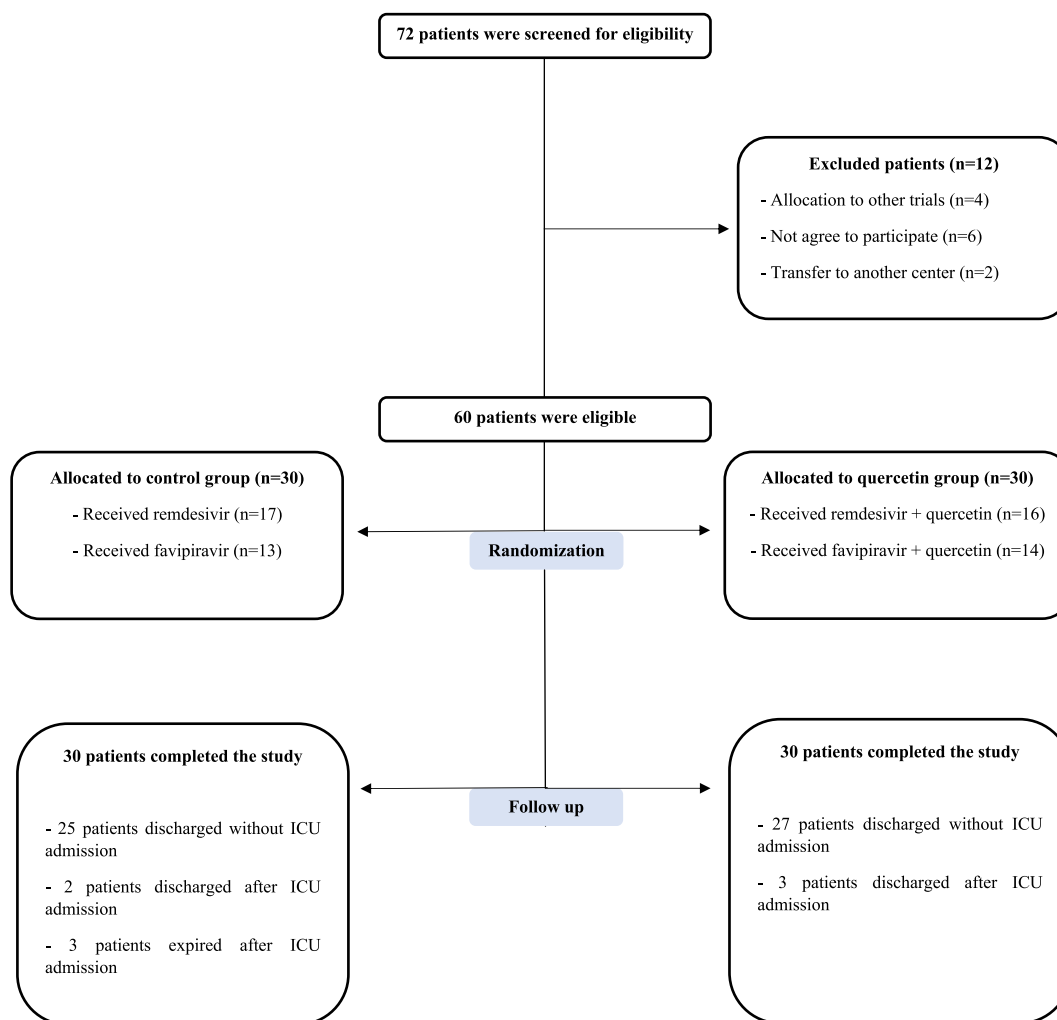 72 patients were screened for eligibility
Excluded patients (n=12)
- Allocation to other trials (n=4)
- Not agree to participate (n=6)
- Transfer to another center (n=2)
60 patients were eligible
Allocated to control group (n=30)
- Received remdesivir (n=17)
- Received favipiravir (n=13)
Allocated to quercetin group (n=30)
- Received remdesivir + quercetin (n=16)
- Received favipiravir + quercetin (n=14)
Randomization
30 patients completed the study
- 25 patients discharged without ICU
admission
- 2 patients discharged after ICU
admission
- 3 patients expired after ICU
admission
30 patients completed the study
- 27 patients discharged without ICU
admission
- 3 patients discharged after ICU
admission
Follow up